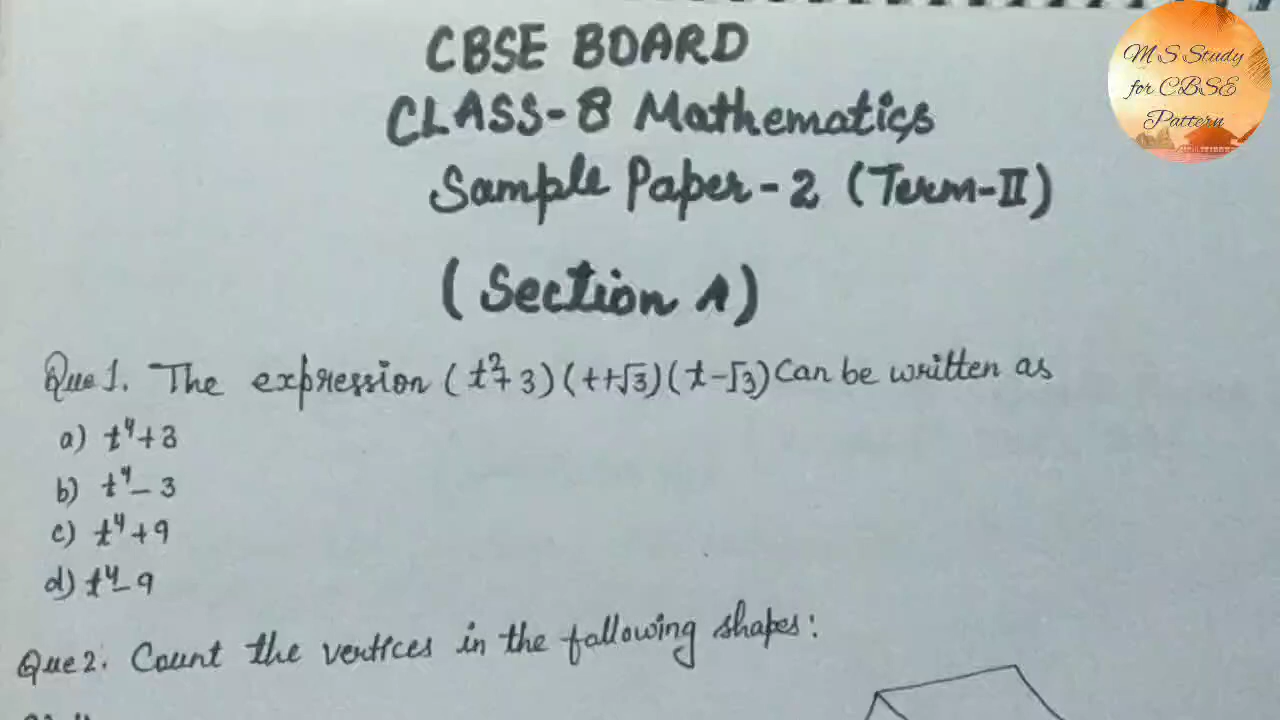 CBSE BOARD
CLASS-8 Mathematics
Sample Paper-2 (Term-II)
(Section A)
Que 1. The expression (t²+3)(t+√3)(t-√3) Can be written as
a) t⁴+3
b) t⁴-3
c) t⁴+9
d) t⁴-9
Que 2. Count the vertices in the following shapes:
MS Study
for CBSE
Pattern